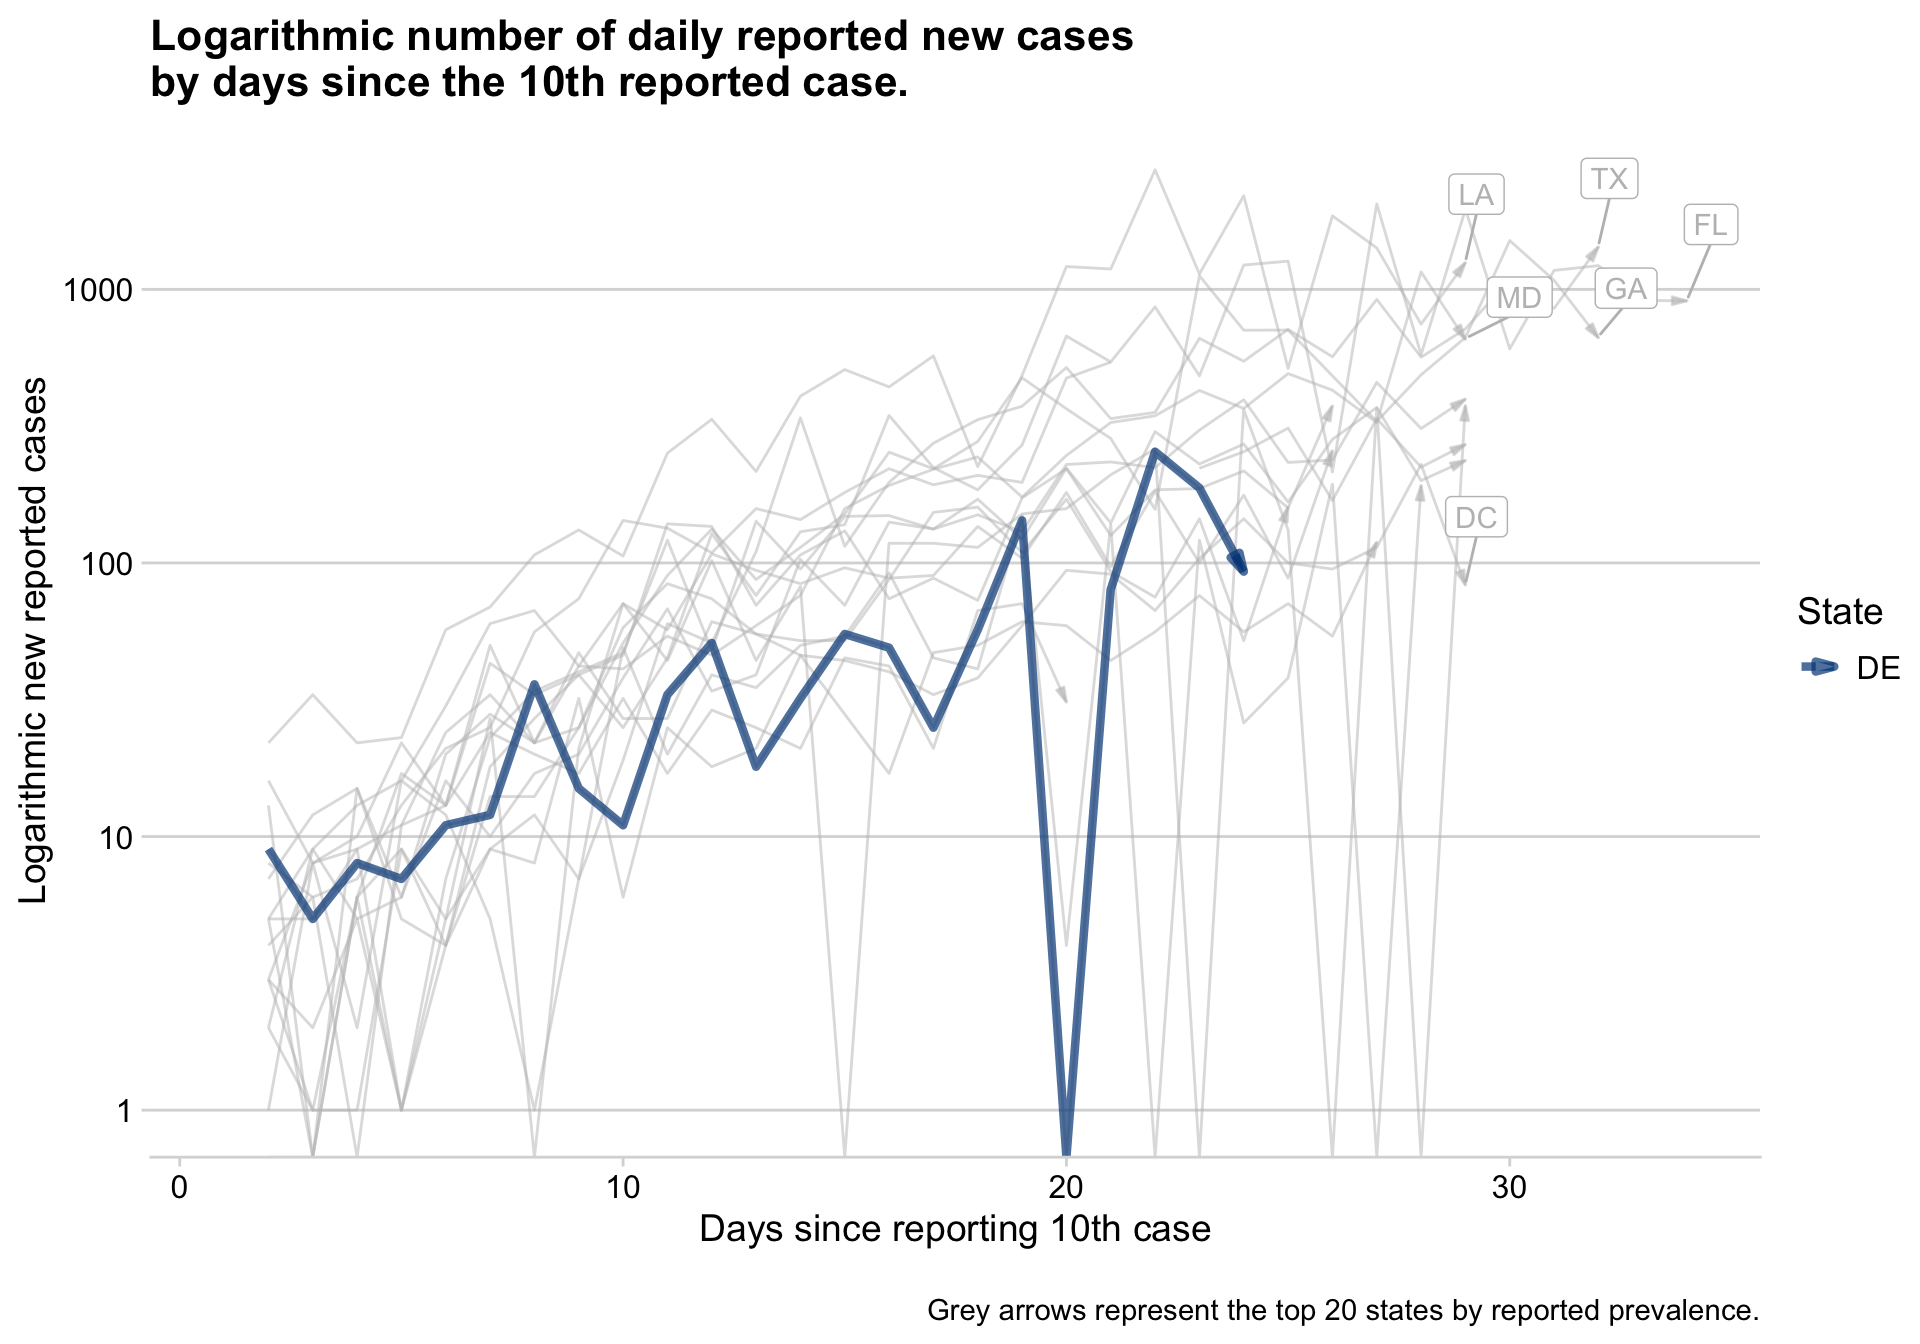 Logarithmic number of daily reported new cases
by days since the 10th reported case.
LA
TX
FL
MD
GA
DC
Logarithmic new reported cases
1000
100
10
1
0
10
20
30
Days since reporting 10th case
State
DE
Grey arrows represent the top 20 states by reported prevalence.